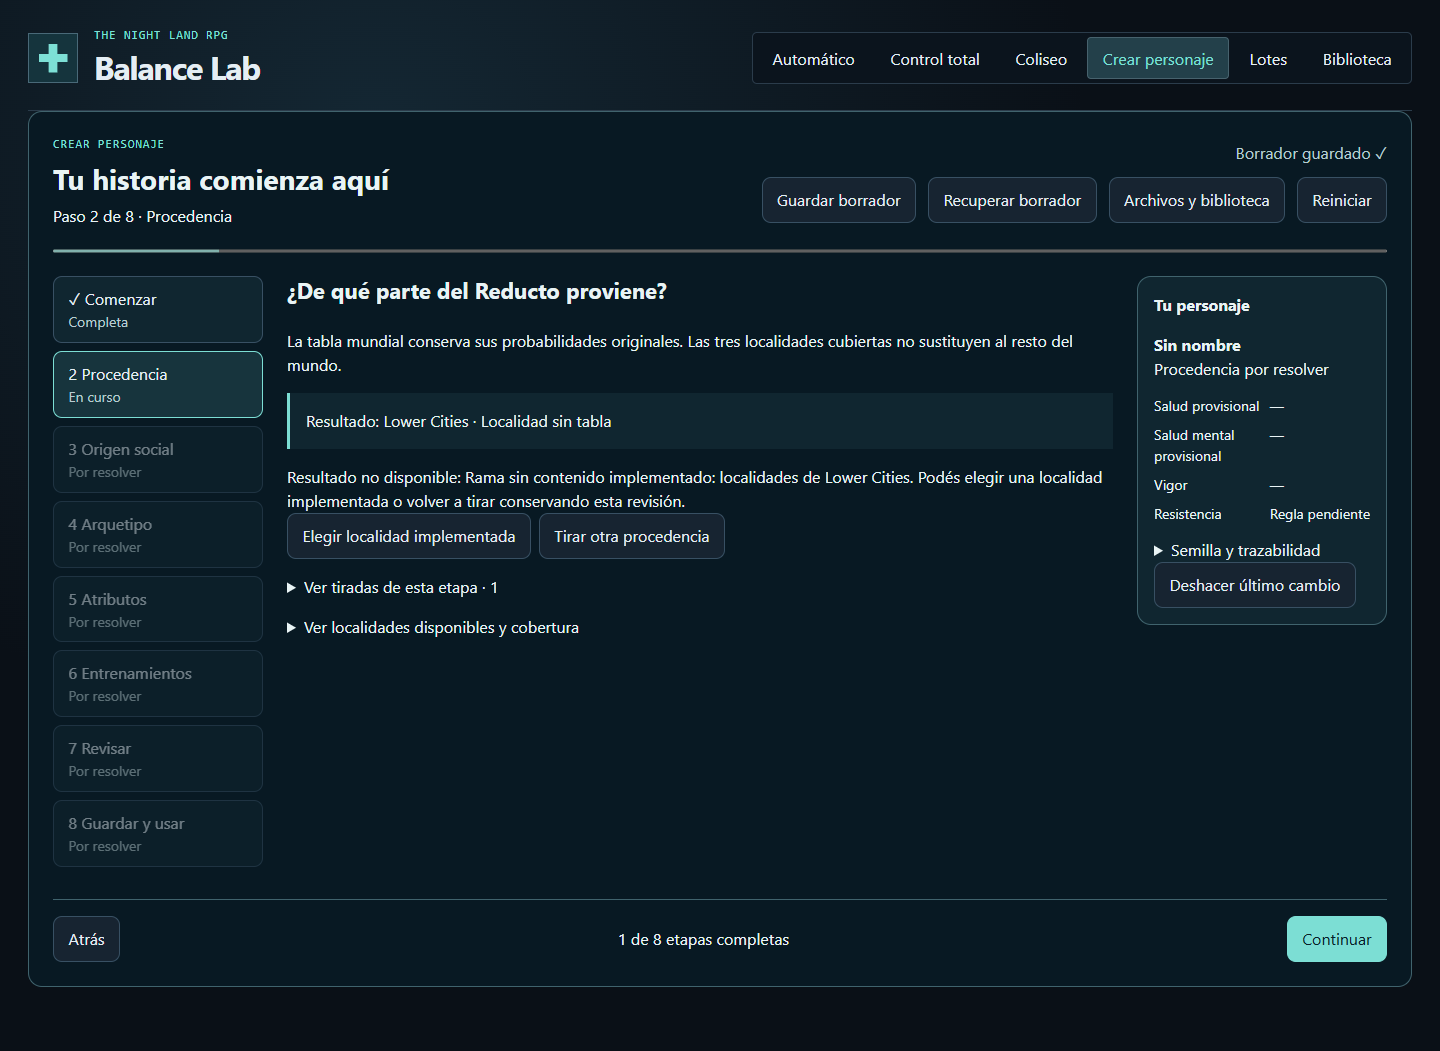 THE NIGHT LAND RPG
Balance Lab
Automático
Control total
Coliseo
Crear personaje
Lotes
Biblioteca
CREAR PERSONAJE
Tu historia comienza aquí
Paso 2 de 8 · Procedencia
Borrador guardado ✓
Guardar borrador
Recuperar borrador
Archivos y biblioteca
Reiniciar
✓ Comenzar
Completa
2 Procedencia
En curso
3 Origen social
Por resolver
4 Arquetipo
Por resolver
5 Atributos
Por resolver
6 Entrenamientos
Por resolver
7 Revisar
Por resolver
8 Guardar y usar
Por resolver
¿De qué parte del Reducto proviene?
La tabla mundial conserva sus probabilidades originales. Las tres localidades cubiertas no sustituyen al resto del
mundo.
Resultado: Lower Cities · Localidad sin tabla
Resultado no disponible: Rama sin contenido implementado: localidades de Lower Cities. Podés elegir una localidad
implementada o volver a tirar conservando esta revisión.
Elegir localidad implementada
Tirar otra procedencia
▶ Ver tiradas de esta etapa · 1
▶ Ver localidades disponibles y cobertura
Tu personaje
Sin nombre
Procedencia por resolver
Salud provisional —
Salud mental —
provisional
Vigor —
Resistencia Regla pendiente
▶ Semilla y trazabilidad
Deshacer último cambio
Atrás
1 de 8 etapas completas
Continuar